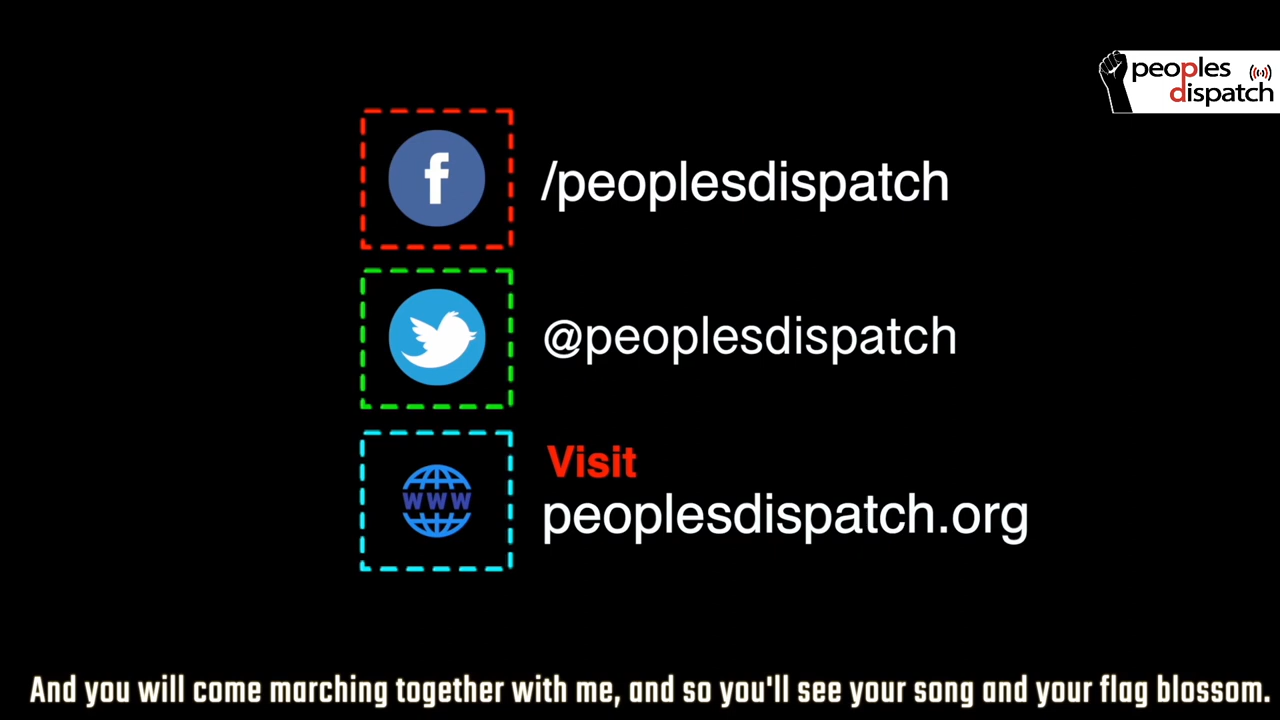 peoples
dispatch
f
/peoplesdispatch
@peoplesdispatch
Visit
www
peoplesdispatch.org
And you will come marching together with me, and so you'll see your song and your flag blossom.